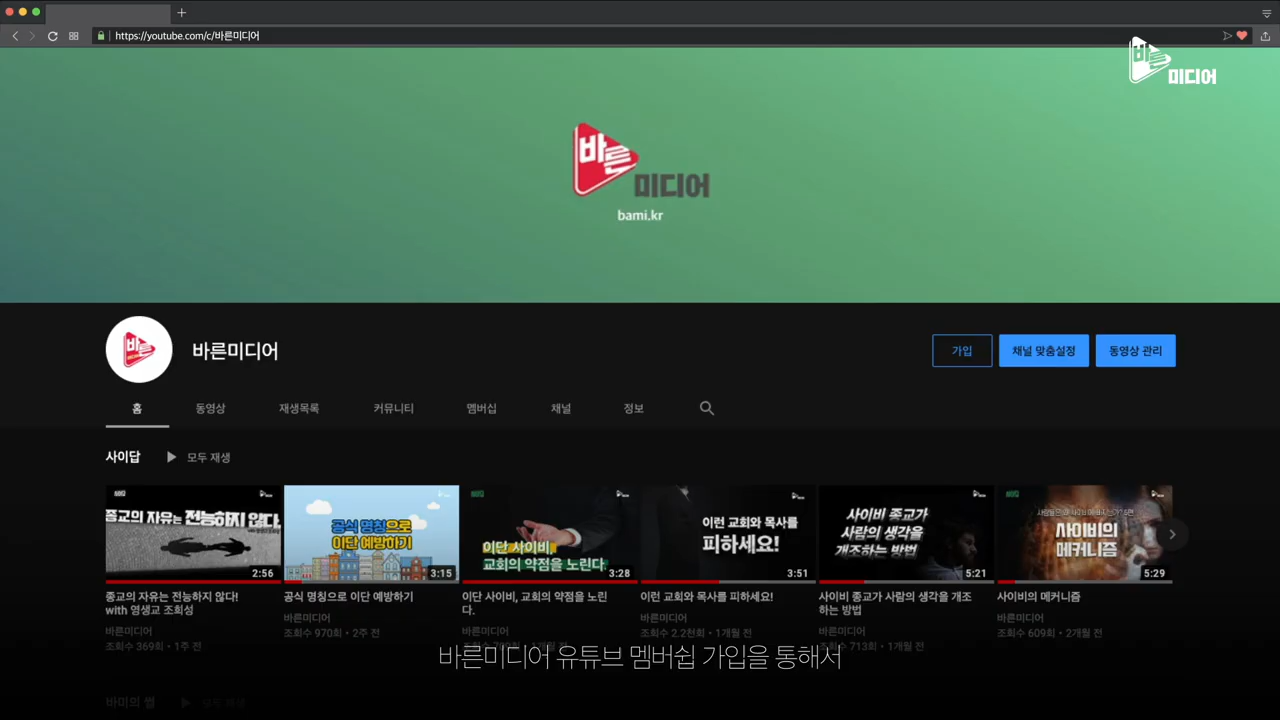 https://youtube.com/c/바른미디어
바른
미디어
바른
미디어
bami.kr
바른
바른미디어
가입
채널 맞춤설정
동영상 관리
홈
동영상
재생목록
커뮤니티
멤버십
채널
정보
사이답
모두 재생
종교의 자유는 전능하지 않다.
2:56
공식 명칭으로
이단 예방하기
3:15
이단 사이비,
교회의 약점을 노린다.
3:28
이런 교회와 목사를
피하세요!
3:51
사이비 종교가
사람의 생각을
개조하는 방법
5:21
사이비의
메커니즘
5:29
종교의 자유는 전능하지 않다!
with 영생교 조희성
바른미디어
조회수 369회 • 1주 전
공식 명칭으로 이단 예방하기
바른미디어
조회수 970회 • 2주 전
이단 사이비, 교회의 약점을 노린
다.
바른미디어
이런 교회와 목사를 피하세요!
바른미디어
조회수 2.2천회 • 1개월 전
사이비 종교가 사람의 생각을 개조
하는 방법
바른미디어
조회수 713회 • 1개월 전
사이비의 메커니즘
바른미디어
조회수 609회 • 2개월 전
바른미디어 유튜브 멤버쉽 가입을 통해서
바미의 썰
모두 재생